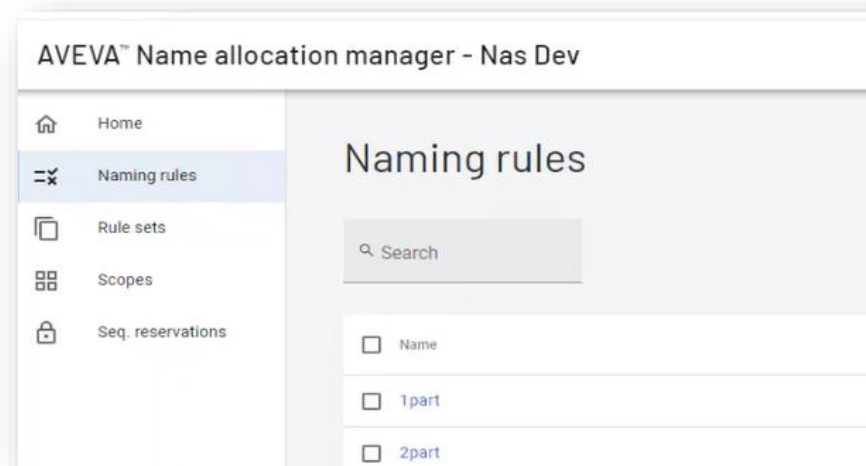 AVEVA™ Name allocation manager - Nas Dev
Home
Naming rules
Rule sets
Scopes
Seq. reservations
Naming rules
Search
Name
1part
2part